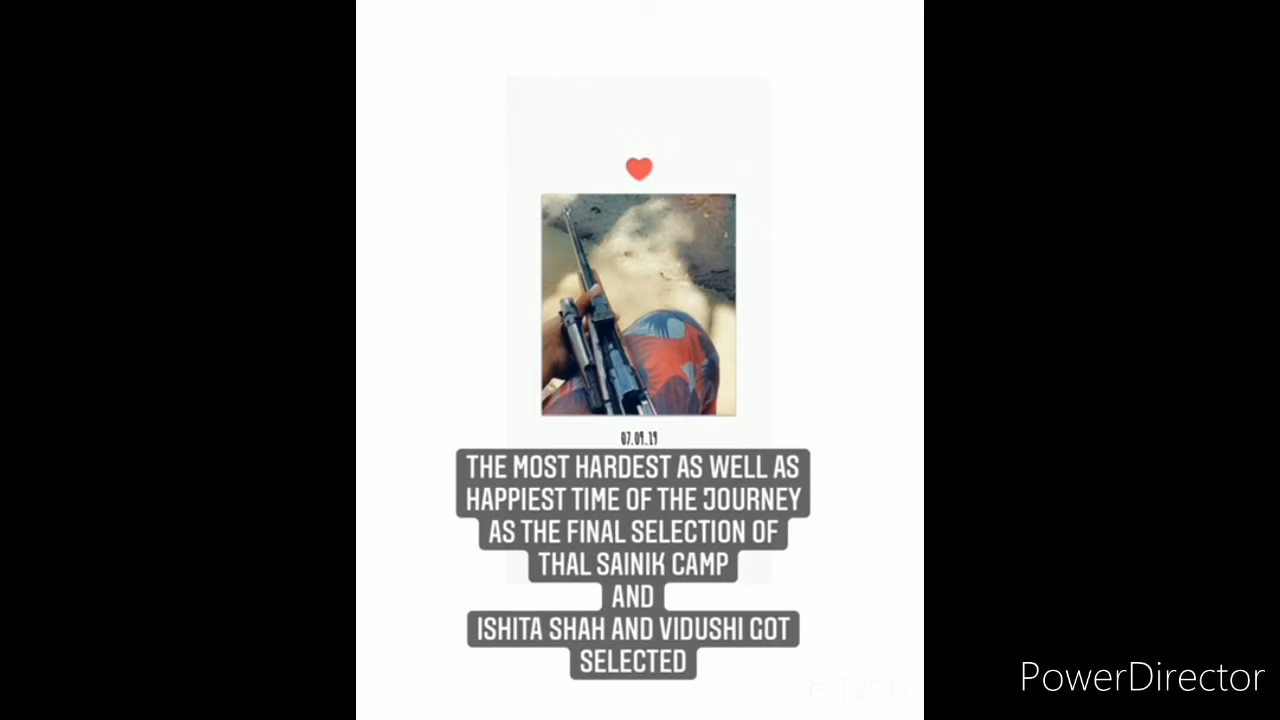 07.09.19
THE MOST HARDEST AS WELL AS
HAPPIEST TIME OF THE JOURNEY
AS THE FINAL SELECTION OF
THAL SAINIK CAMP
AND
ISHITA SHAH AND VIDUSHI GOT
SELECTED
PowerDirector